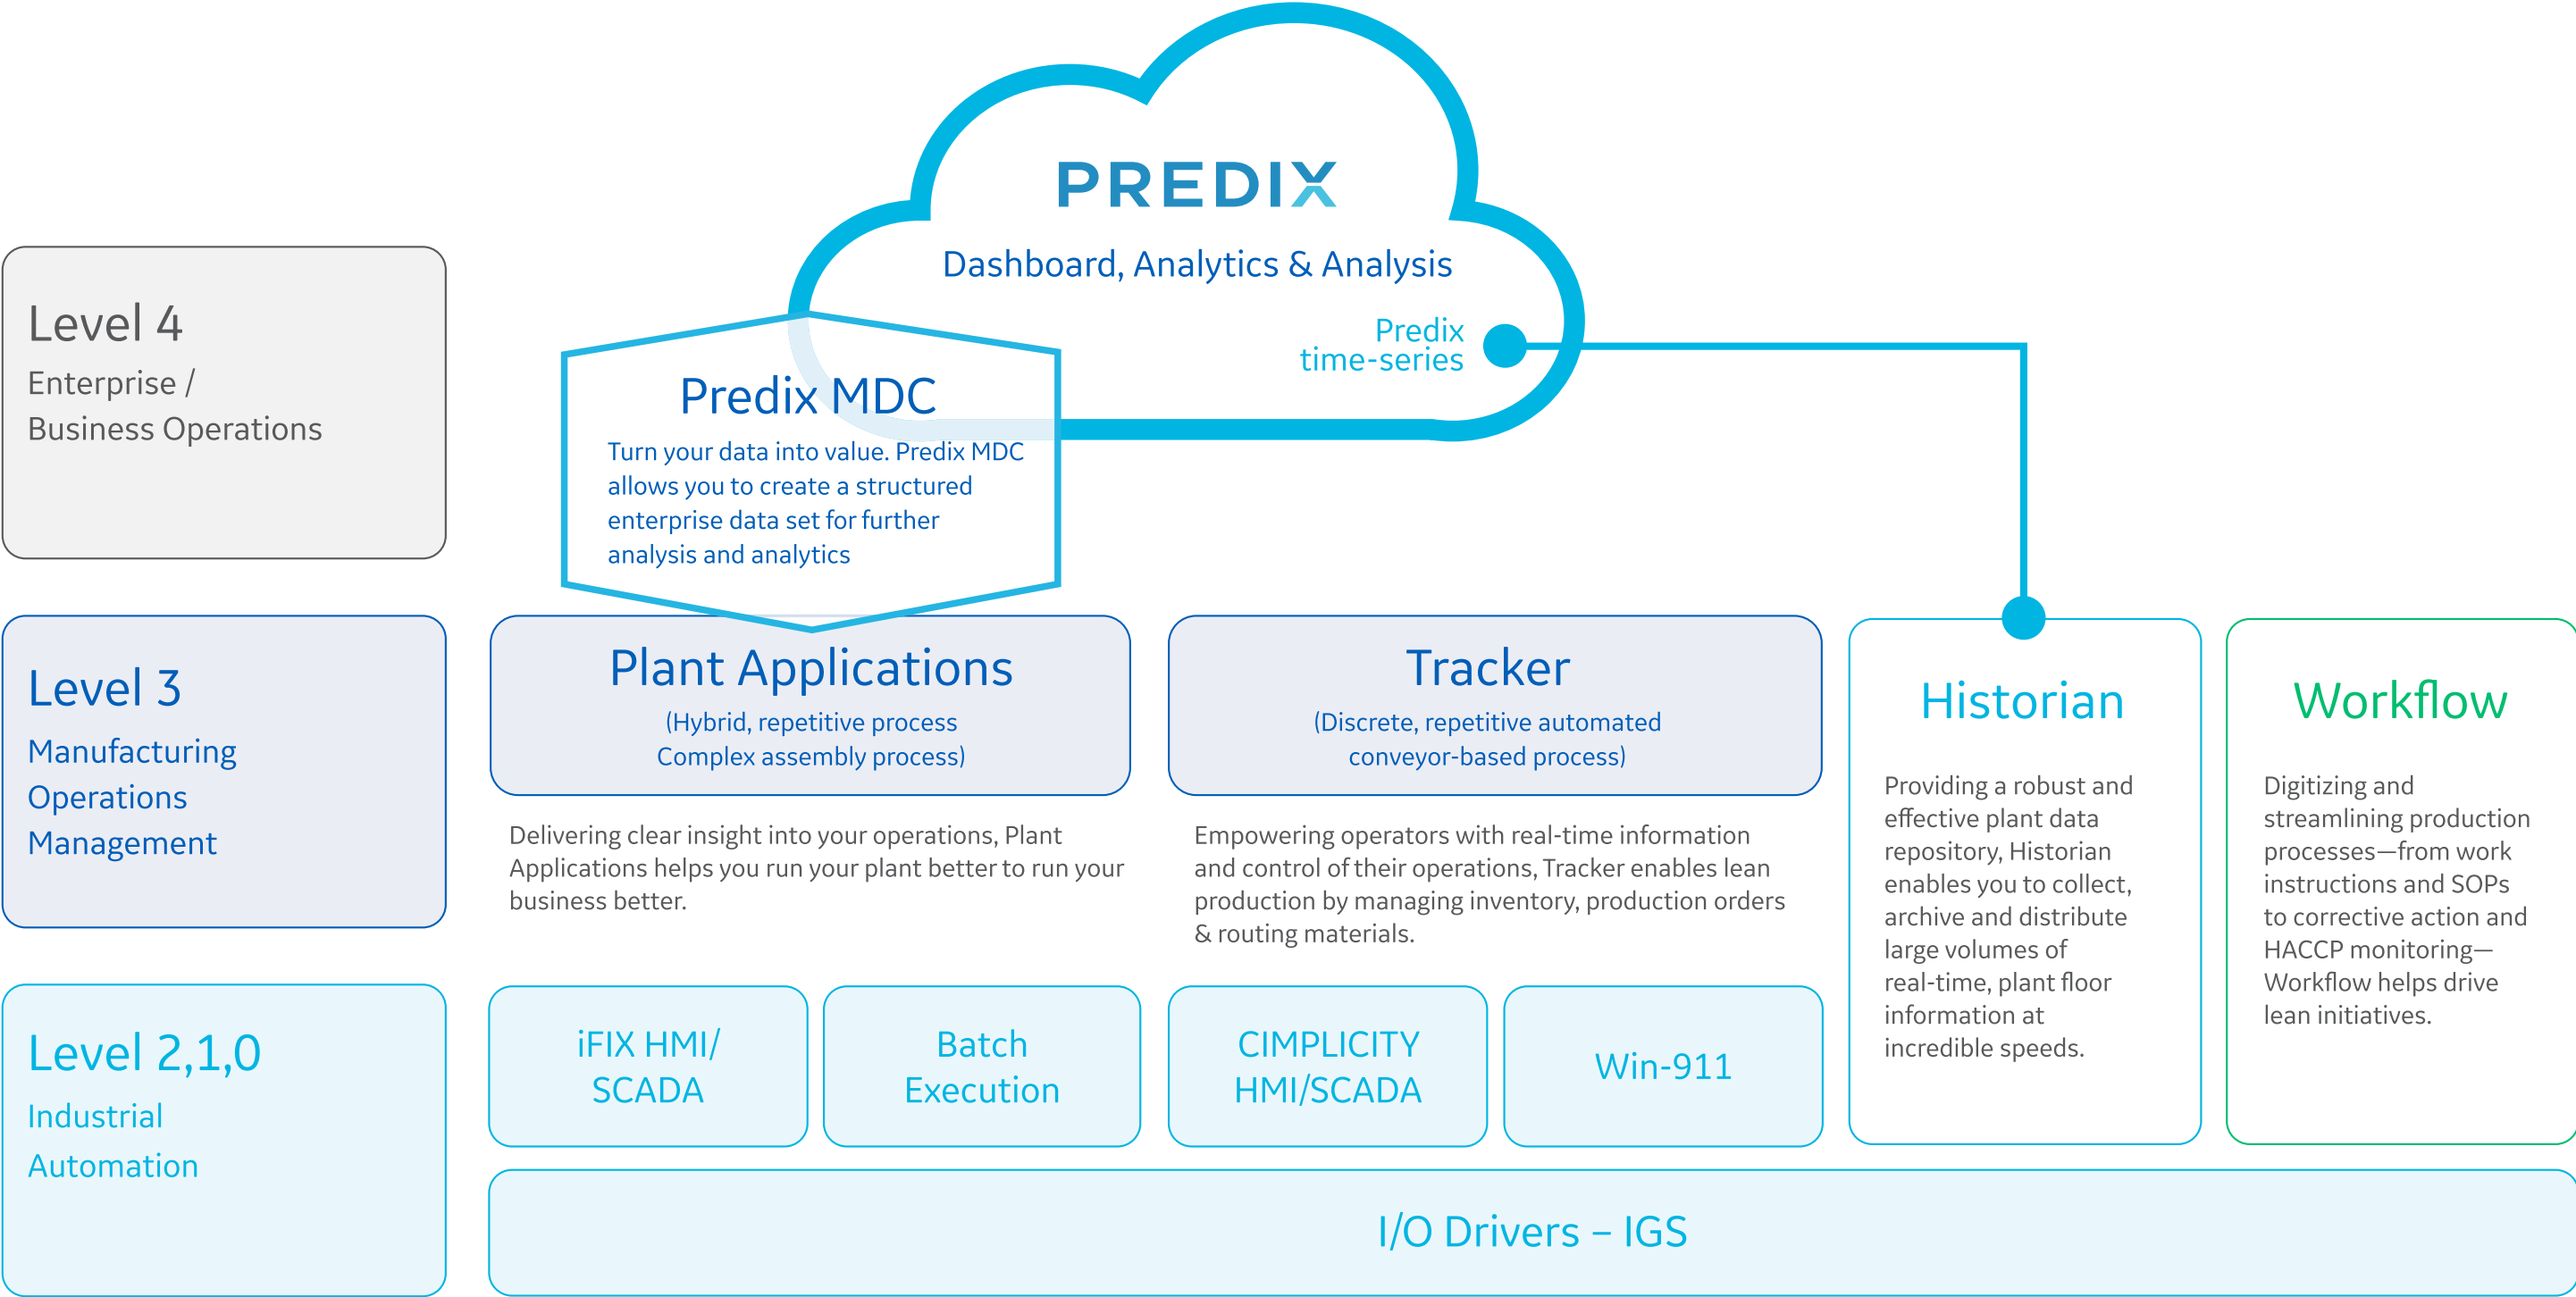 PREDIX
Dashboard, Analytics & Analysis
Predix
time-series
Level 4
Enterprise /
Business Operations
Predix MDC
Turn your data into value. Predix MDC
allows you to create a structured
enterprise data set for further
analysis and analytics
Level 3
Manufacturing
Operations
Management
Plant Applications
(Hybrid, repetitive process
Complex assembly process)
Delivering clear insight into your operations, Plant
Applications helps you run your plant better to run your
business better.
Tracker
(Discrete, repetitive automated
conveyor-based process)
Empowering operators with real-time information
and control of their operations, Tracker enables lean
production by managing inventory, production orders
& routing materials.
Historian
Providing a robust and
effective plant data
repository, Historian
enables you to collect,
archive and distribute
large volumes of
real-time, plant floor
information at
incredible speeds.
Workflow
Digitizing and
streamlining production
processes—from work
instructions and SOPs
to corrective action and
HACCP monitoring—
Workflow helps drive
lean initiatives.
Level 2,1,0
Industrial
Automation
iFIX HMI/
SCADA
Batch
Execution
CIMPLICITY
HMI/SCADA
Win-911
I/O Drivers – IGS